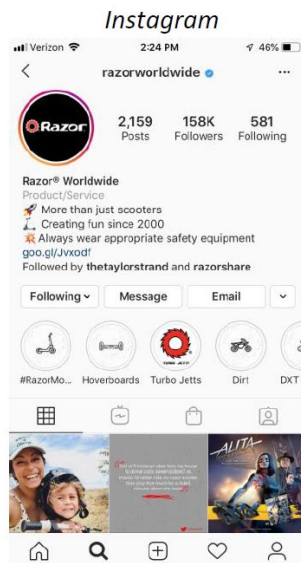 Instagram
Verizon 2:24 PM 46%
razorworldwide
Razor
2,159 158K 581
Posts Followers Following
Razor® Worldwide
Product/Service
More than just scooters
Creating fun since 2000
Always wear appropriate safety equipment
goo.gl/Jvxodf
Followed by thetaylorstrand and razorshare
Following Message Email
#RazorMo... Hoverboards Turbo Jetts Dirt DXT
ALITA